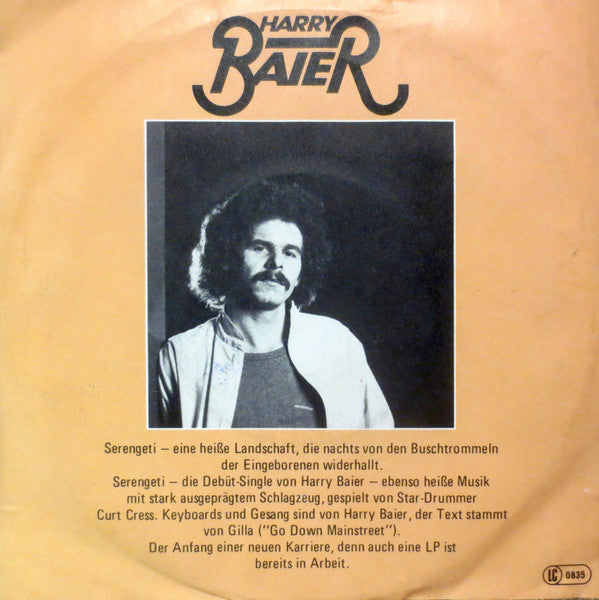 HARRY
BAIER
Serengeti – eine heiße Landschaft, die nachts von den Buschtrommeln
der Eingeborenen widerhallt.
Serengeti – die Debüt-Single von Harry Baier – ebenso heiße Musik
mit stark ausgeprägtem Schlagzeug, gespielt von Star-Drummer
Curt Cress. Keyboards und Gesang sind von Harry Baier, der Text stammt
von Gilla (“Go Down Mainstreet”).
Der Anfang einer neuen Karriere, denn auch eine LP ist
bereits in Arbeit.
LC 0835